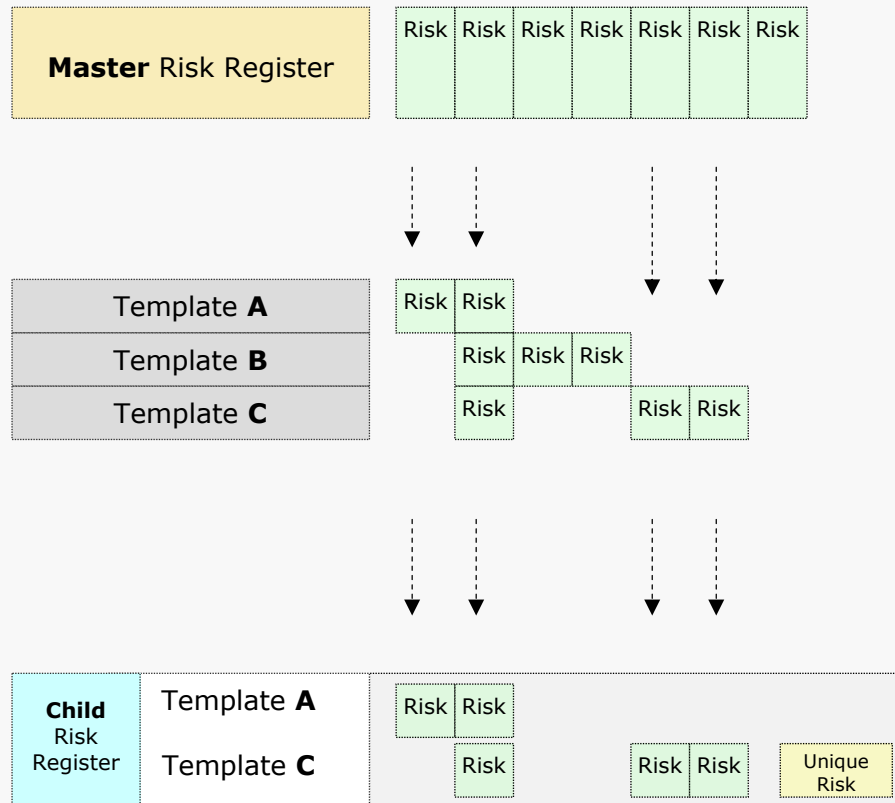 Master Risk Register
Risk Risk Risk Risk Risk Risk Risk
Template A
Risk Risk
Template B
Risk Risk Risk
Template C
Risk Risk Risk
Child
Risk
Register
Template A
Risk Risk
Template C
Risk Risk Risk
Unique
Risk